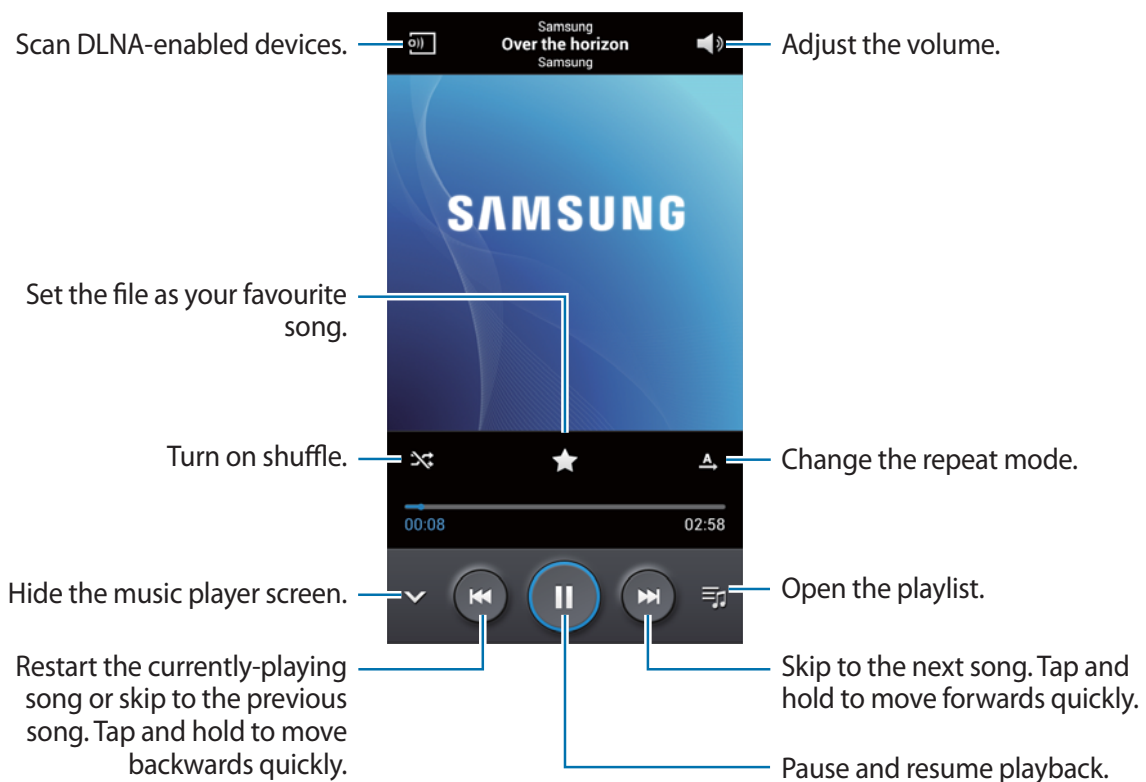 Scan DLNA-enabled devices.
Samsung
Over the horizon
Samsung
Adjust the volume.
SAMSUNG
Set the file as your favourite
song.
Turn on shuffle.
A
Change the repeat mode.
00:08
02:58
Hide the music player screen.
Open the playlist.
Restart the currently-playing
song or skip to the previous
song. Tap and hold to move
backwards quickly.
Skip to the next song. Tap and
hold to move forwards quickly.
Pause and resume playback.